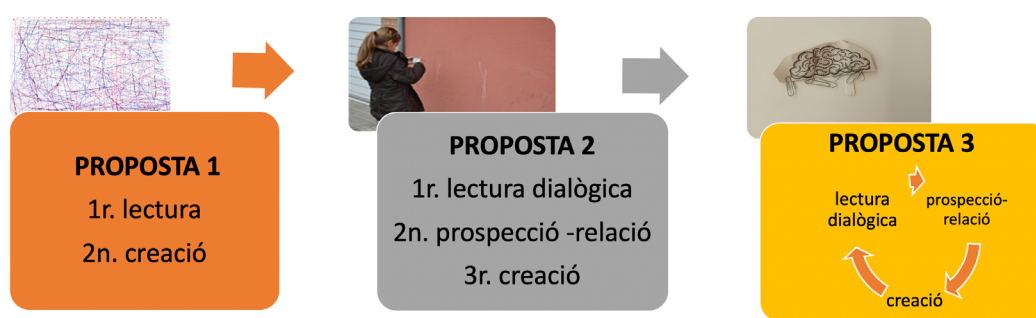 PROPOSTA 1
1r. lectura
2n. creació
PROPOSTA 2
1r. lectura dialògica
2n. prospecció -relació
3r. creació
PROPOSTA 3
lectura
dialògica
prospecció-
relació
creació